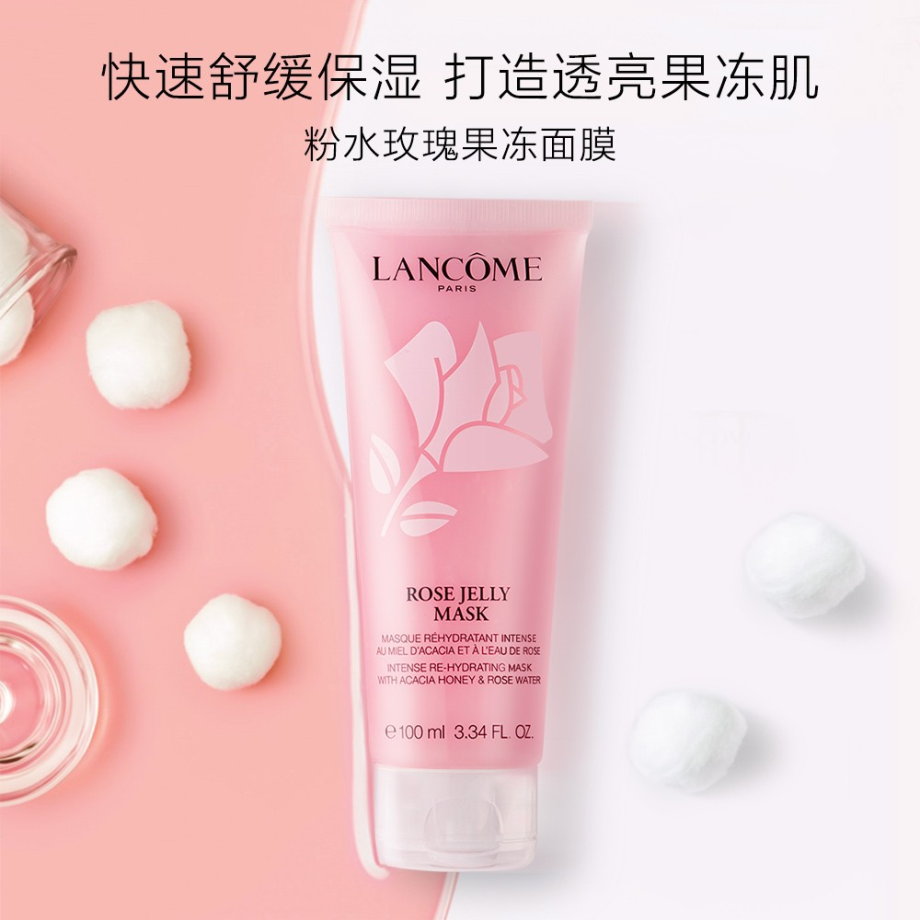 快速舒缓保湿 打造透亮果冻肌
粉水玫瑰果冻面膜
LANCÔME
PARIS
ROSE JELLY
MASK
MASQUE RÉHYDRATANT INTENSE
AU MIEL D'ACACIA ET À L'EAU DE ROSE
INTENSE RE-HYDRATING MASK
WITH ACACIA HONEY & ROSE WATER
℮100 ml 3.34 FL. OZ.